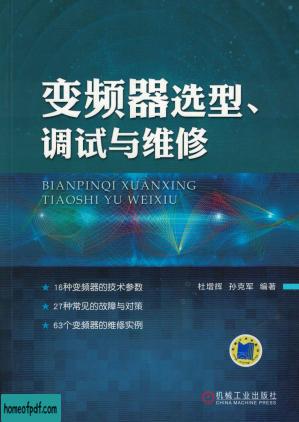 变频器选型、
调试与维修
BIANPINQI XUANXING
TIAOSHI YU WEIXIU
★ 16种变频器的技术参数
★ 27种常见的故障与对策
★ 63个变频器的维修实例
杜增辉 孙克军 编著
机械工业出版社
CHINA MACHINE PRESS
homeofpdf.com